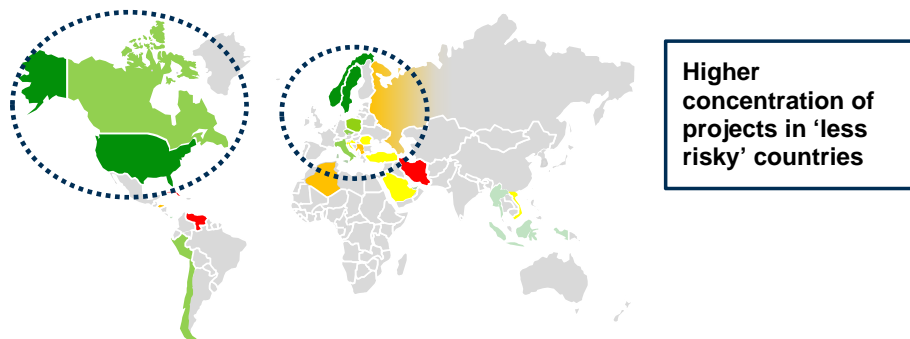 Higher
concentration of
projects in ‘less
risky’ countries